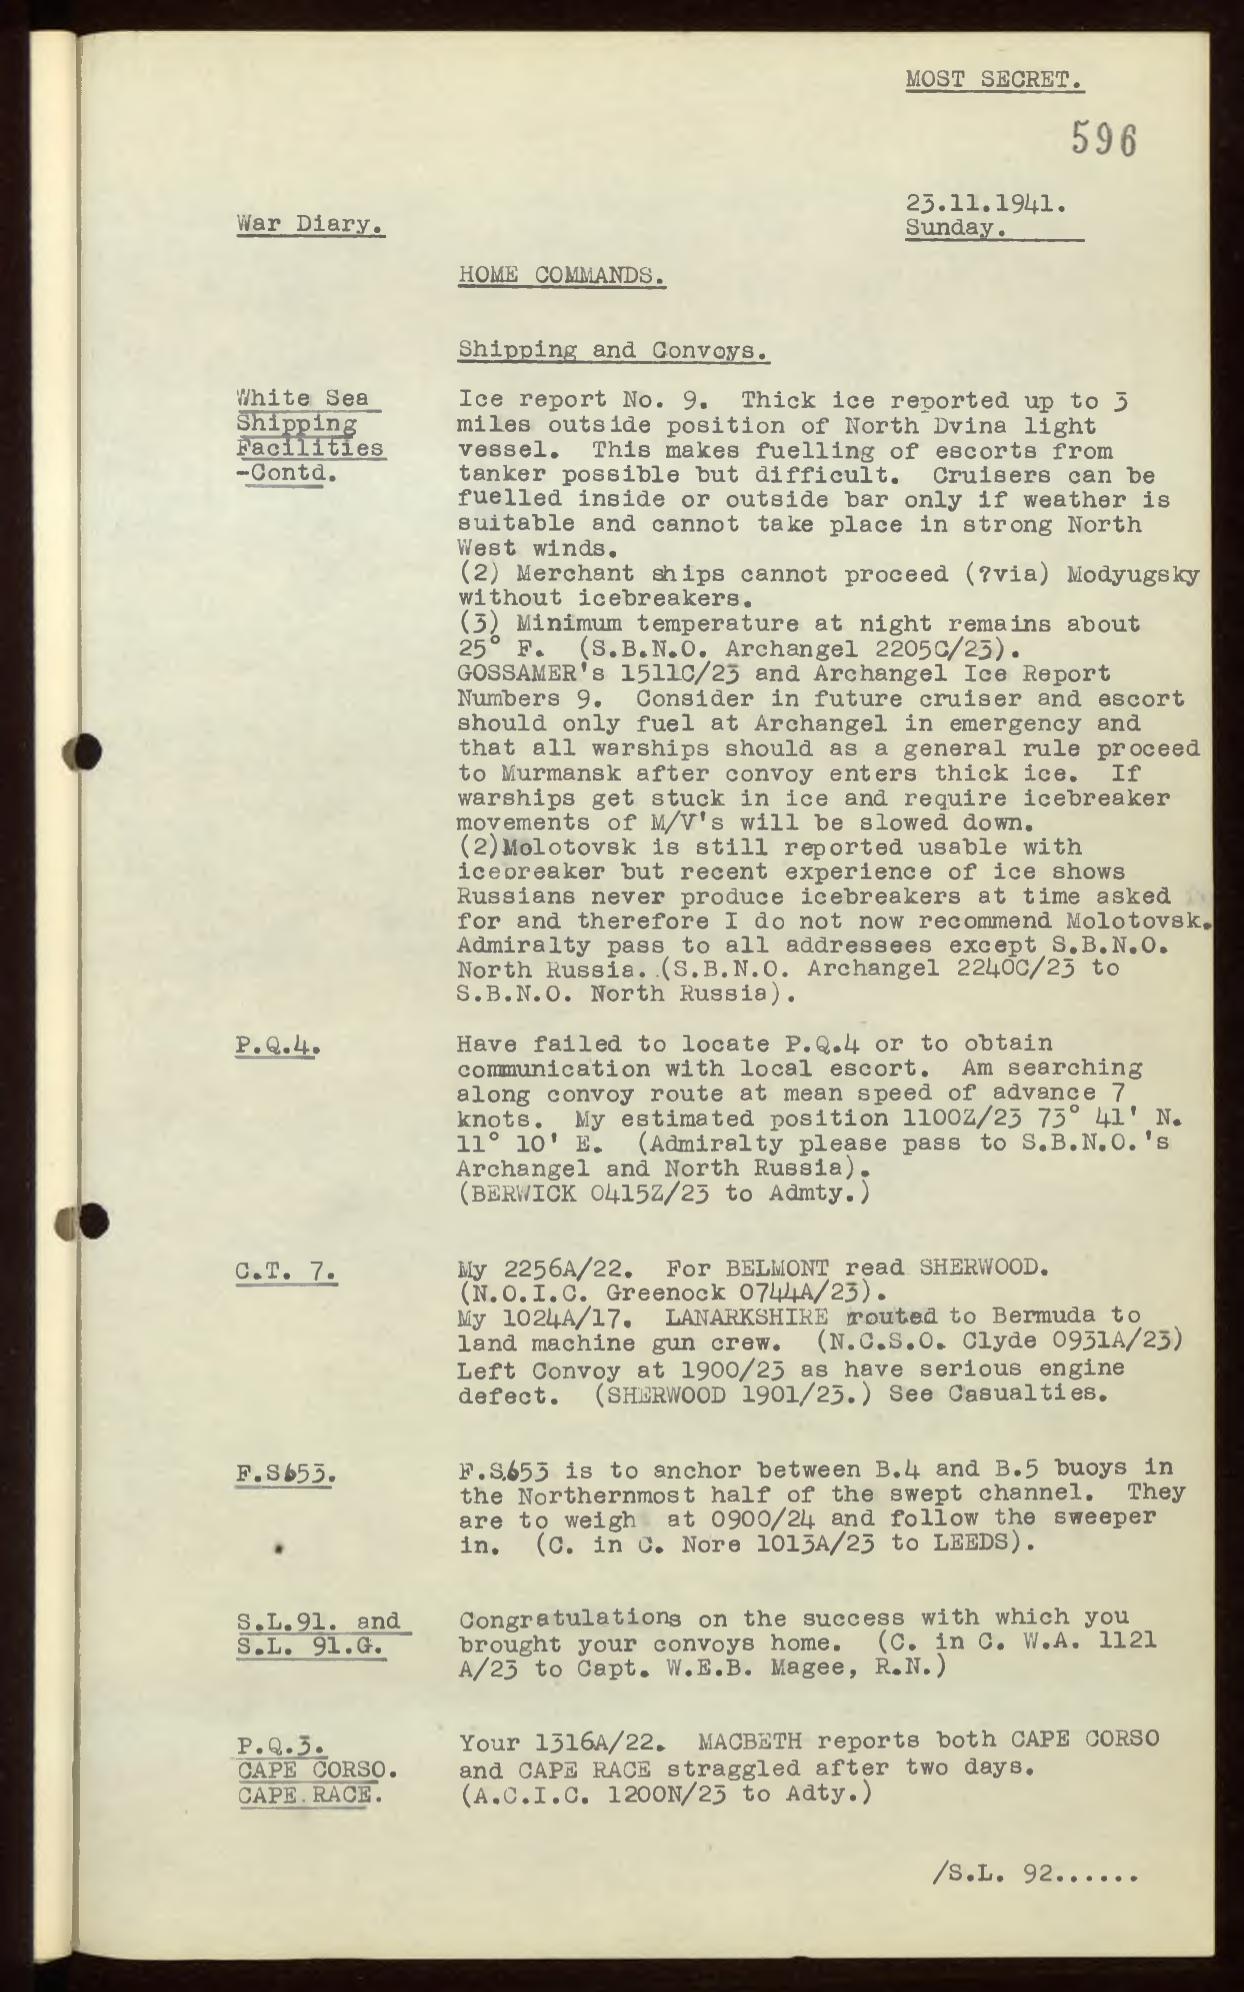 MOST SECRET.
596
23.11.1941.
War Diary.
Sunday.
HOME COMMANDS.
Shipping and Convoys.
White Sea
Shipping
Facilities
-Contd.
Ice report No. 9. Thick ice reported up to 3
miles outside position of North Dvina light
vessel. This makes fuelling of escorts from
tanker possible but difficult. Cruisers can be
fuelled inside or outside bar only if weather is
suitable and cannot take place in strong North
West winds.
(2) Merchant ships cannot proceed (?via) Modyugsky
without icebreakers.
(3) Minimum temperature at night remains about
25° F. (S.B.N.O. Archangel 2205C/23).
GOSSAMER's 1511C/23 and Archangel Ice Report
Numbers 9. Consider in future cruiser and escort
should only fuel at Archangel in emergency and
that all warships should as a general rule proceed
to Murmansk after convoy enters thick ice. If
warships get stuck in ice and require icebreaker
movements of M/V's will be slowed down.
(2)Molotovsk is still reported usable with
icebreaker but recent experience of ice shows
Russians never produce icebreakers at time asked
for and therefore I do not now recommend Molotovsk.
Admiralty pass to all addressees except S.B.N.O.
North Russia. (S.B.N.O. Archangel 2240C/23 to
S.B.N.O. North Russia).
P.Q.4.
Have failed to locate P.Q.4 or to obtain
communication with local escort. Am searching
along convoy route at mean speed of advance 7
knots. My estimated position 1100Z/23 73° 41' N.
11° 10' E. (Admiralty please pass to S.B.N.O.'s
Archangel and North Russia).
(BERWICK 0415Z/23 to Admty.)
C.T. 7.
My 2256A/22. For BELMONT read SHERWOOD.
(N.O.I.C. Greenock 0744A/23).
My 1024A/17. LANARKSHIRE routed to Bermuda to
land machine gun crew. (N.C.S.O. Clyde 0931A/23)
Left Convoy at 1900/23 as have serious engine
defect. (SHERWOOD 1901/23.) See Casualties.
F.S653.
F.S.653 is to anchor between B.4 and B.5 buoys in
the Northernmost half of the swept channel. They
are to weigh at 0900/24 and follow the sweeper
in. (C. in C. Nore 1013A/23 to LEEDS).
S.L.91. and
S.L. 91.G.
Congratulations on the success with which you
brought your convoys home. (C. in C. W.A. 1121
A/23 to Capt. W.E.B. Magee, R.N.)
P.Q.3.
CAPE CORSO.
CAPE RACE.
Your 1316A/22. MACBETH reports both CAPE CORSO
and CAPE RACE straggled after two days.
(A.C.I.C. 1200N/23 to Adty.)
/S.L. 92......